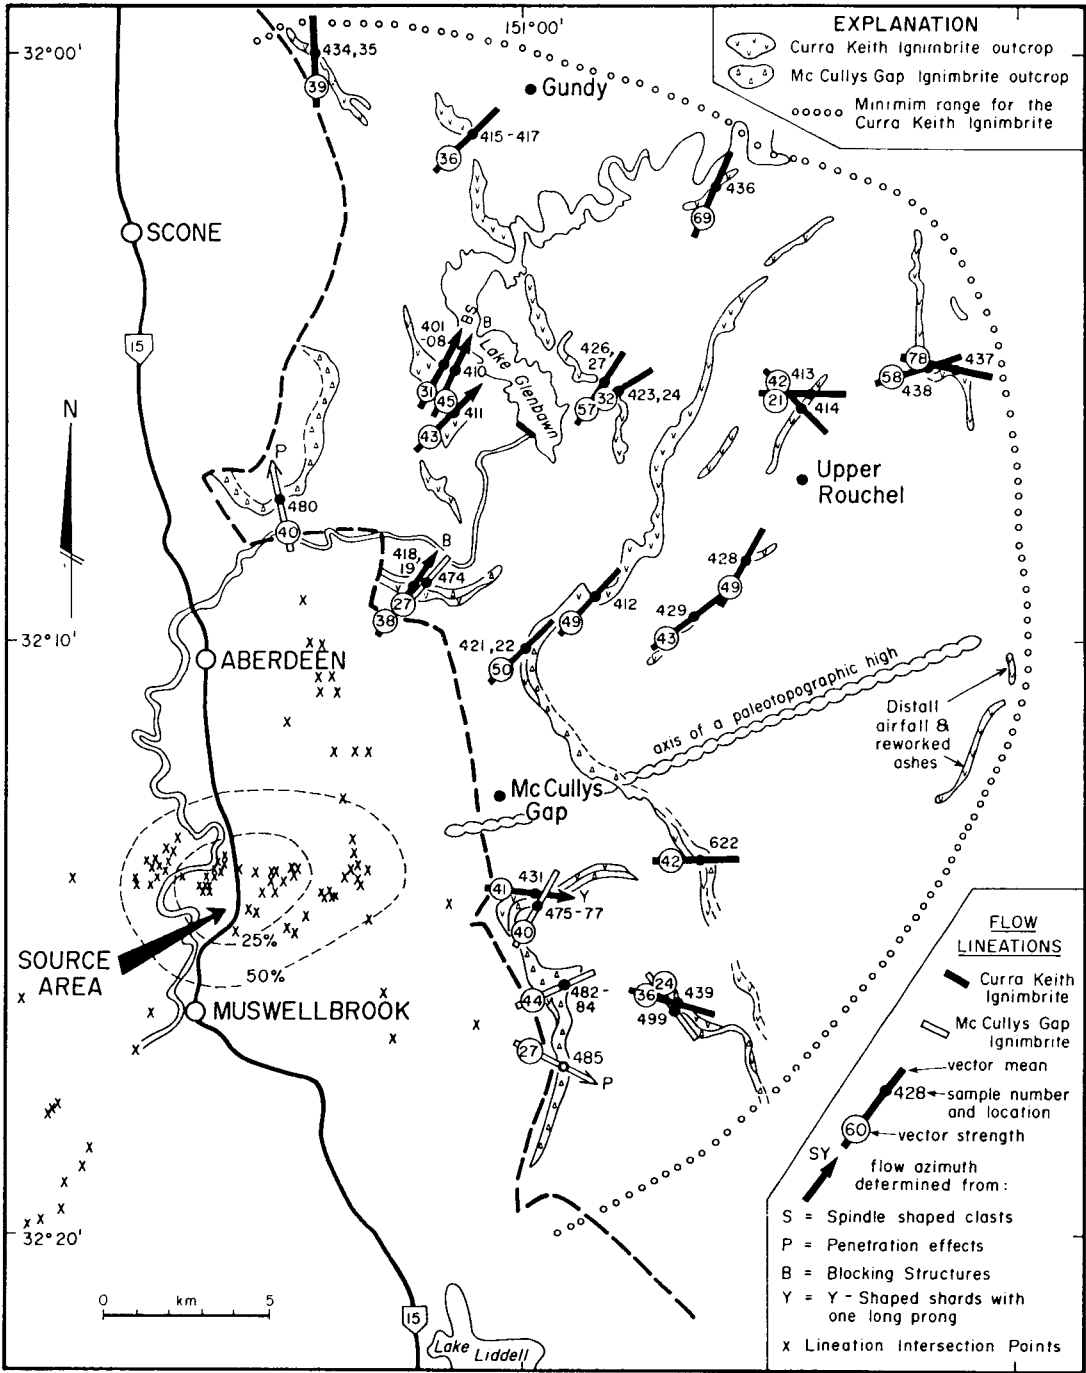 151°00'
32°00'
EXPLANATION
Curra Keith Ignimbrite outcrop
Mc Cullys Gap Ignimbrite outcrop
Minimim range for the
Curra Keith Ignimbrite
434,35
39
Gundy
415-417
36
436
69
SCONE
15
401
-08
BS
B
410
31
45
411
43
Lake Glenbawn
426,
27
423,24
57
32
42
413
21
414
78
437
58
438
Upper
Rouchel
N
P
480
40
418,
19
B
474
27
38
428
49
412
49
429
43
421,22
50
32°10'
ABERDEEN
axis of a paleotopographic high
Distall
airfall &
reworked
ashes
Mc Cullys
Gap
622
42
431
41
Y
475-77
40
25%
50%
SOURCE
AREA
MUSWELLBROOK
482-
84
44
24
36
439
499
27
485
P
FLOW
LINEATIONS
Curra Keith
Ignimbrite
Mc Cullys Gap
Ignimbrite
vector mean
428
sample number
and location
60
vector strength
SY
flow azimuth
determined from:
S = Spindle shaped clasts
P = Penetration effects
B = Blocking Structures
Y = Y-Shaped shards with
one long prong
x Lineation Intersection Points
32°20'
0 km 5
15
Lake
Liddell